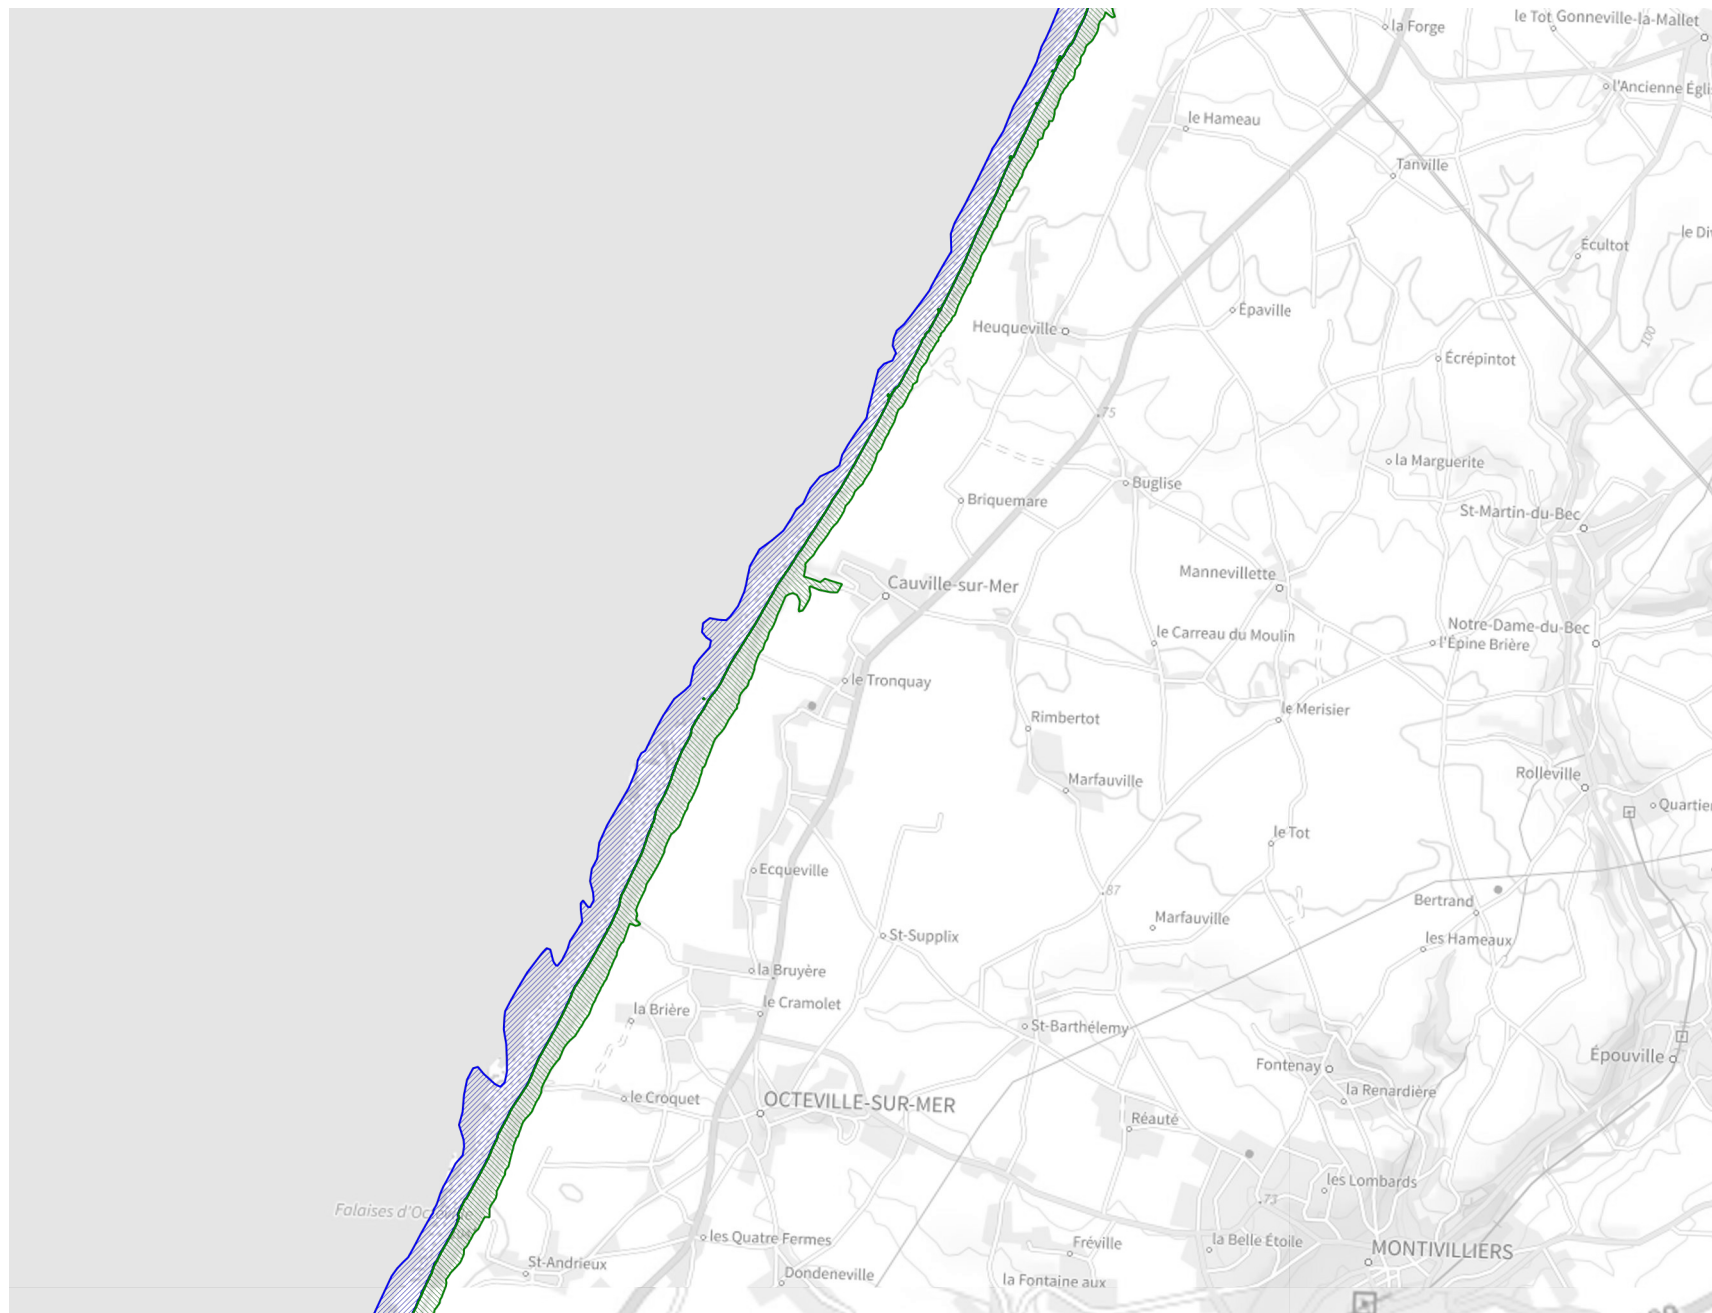 le Tot Gonneville-la-Mallet
la Forge
l'Ancienne Égli
le Hameau
Tanville
le Di
Écultot
Épaville
Heuqueville
100
Écrépintot
75
la Marguerite
Buglise
Briquemare
St-Martin-du-Bec
Mannevillette
Cauville-sur-Mer
Notre-Dame-du-Bec
le Carreau du Moulin
l'Épine Brière
le Tronquay
le Merisier
Rimbertot
Rolleville
Marfauville
Quartier
le Tot
Ecqueville
87
Bertrand
Marfauville
St-Supplix
les Hameaux
la Bruyère
le Cramolet
la Brière
St-Barthélemy
Épouville
Fontenay
la Renardière
le Croquet
OCTEVILLE-SUR-MER
Réauté
les Lombards
73
Falaises d'Octeville
les Quatre Fermes
la Belle Étoile
Fréville
MONTIVILLIERS
St-Andrieux
Dondeneville
la Fontaine aux